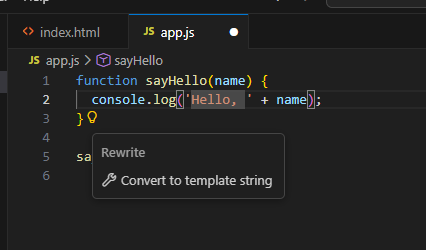 index.html
app.js
JS app.js > sayHello
1 function sayHello(name) {
2 console.log('Hello, ' + name);
3 }
4
5 sa
6
Rewrite
Convert to template string